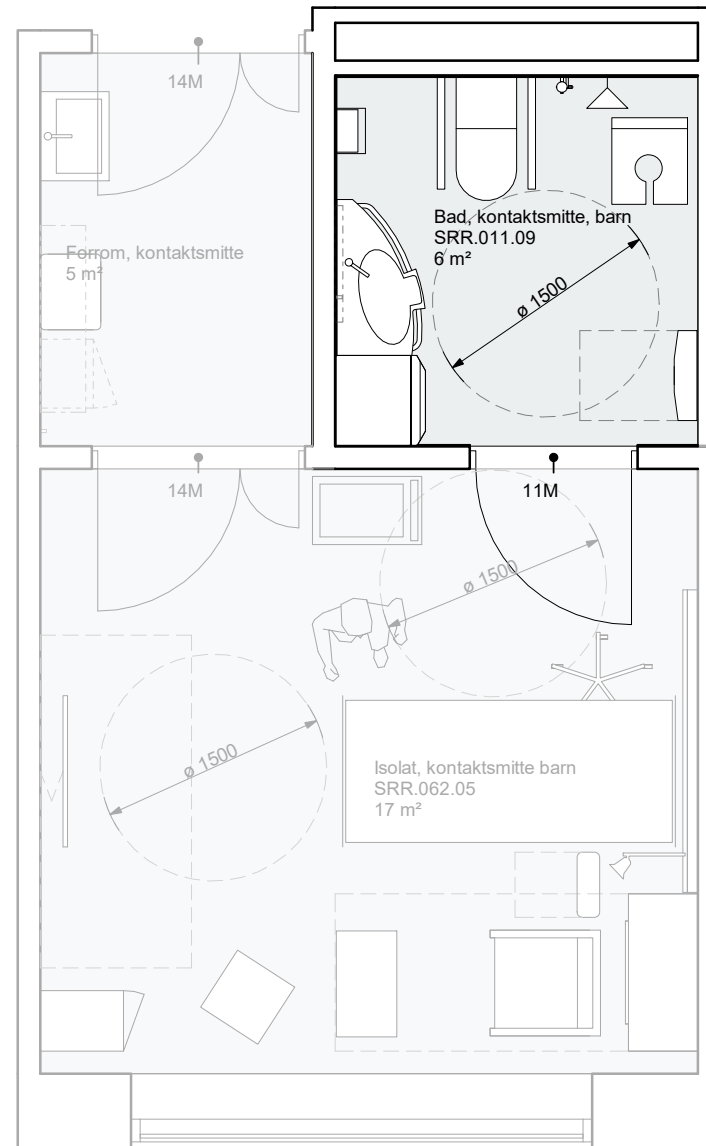 14M
Forrom, kontaktsmitte
5 m²
Bad, kontaktsmitte, barn
SRR.011.09
6 m²
ø 1500
14M
11M
ø 1500
ø 1500
Isolat, kontaktsmitte barn
SRR.062.05
17 m²